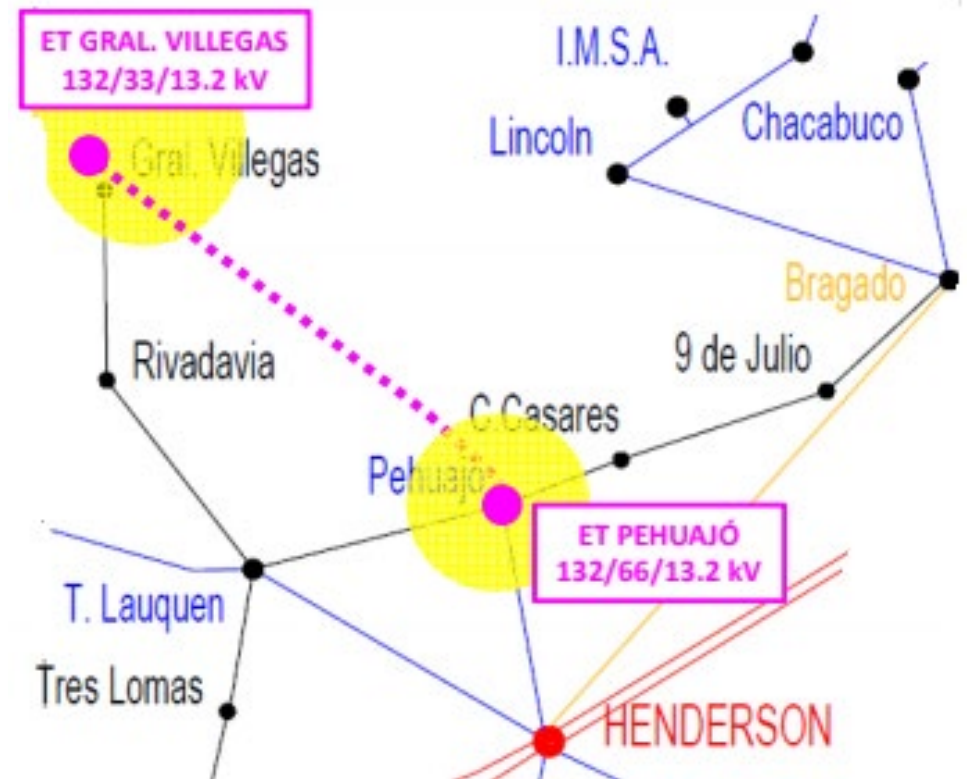 ET GRAL. VILLEGAS
132/33/13.2 kV
I.M.S.A.
Lincoln
Chacabuco
Gral. Villegas
Bragado
Rivadavia
9 de Julio
C.Casares
Pehuajó
ET PEHUAJÓ
132/66/13.2 kV
T. Lauquen
Tres Lomas
HENDERSON